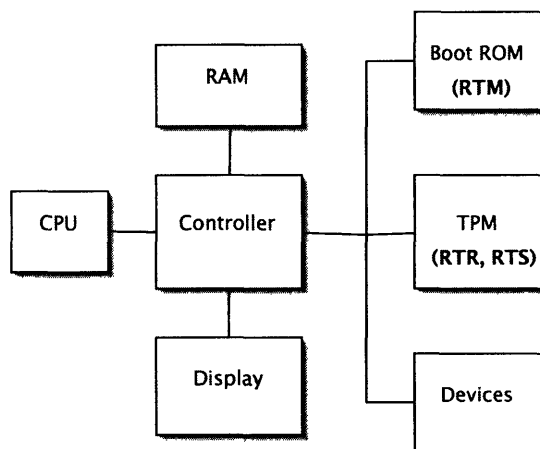 RAM
Boot ROM
(RTM)
CPU
Controller
TPM
(RTR, RTS)
Display
Devices